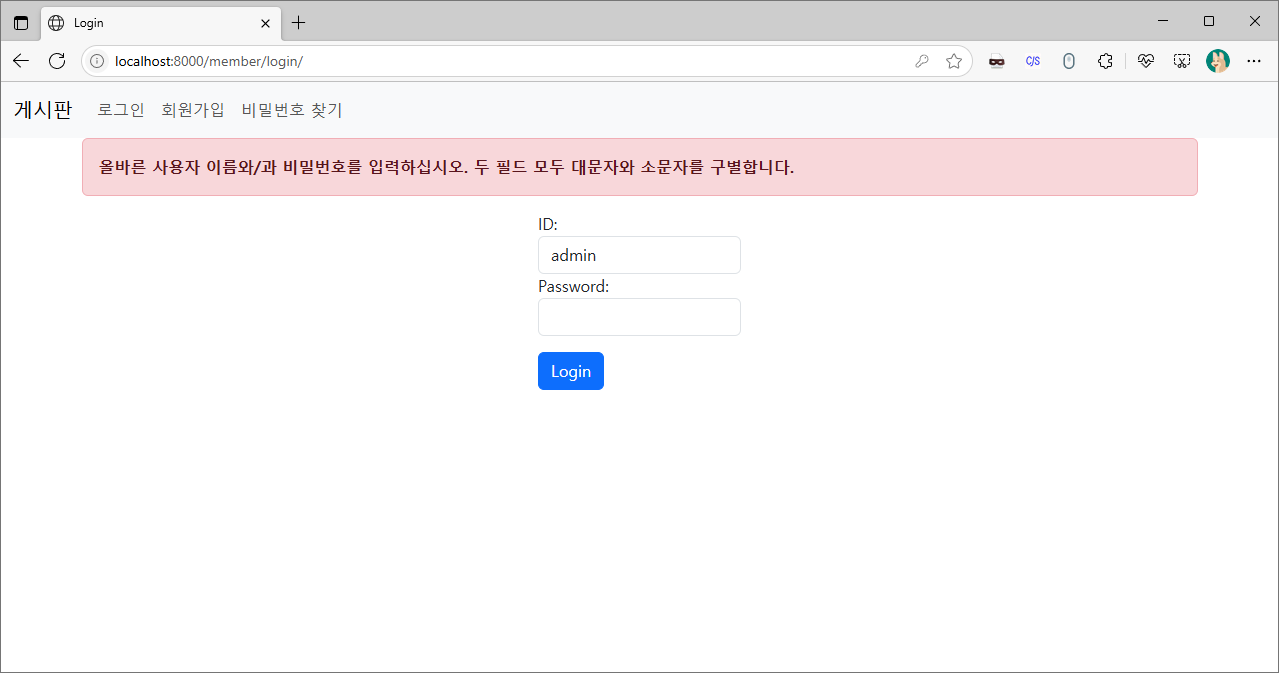 Login
localhost:8000/member/login/
C/S
게시판 로그인 회원가입 비밀번호 찾기
올바른 사용자 이름와/과 비밀번호를 입력하십시오. 두 필드 모두 대문자와 소문자를 구별합니다.
ID:
admin
Password:
Login